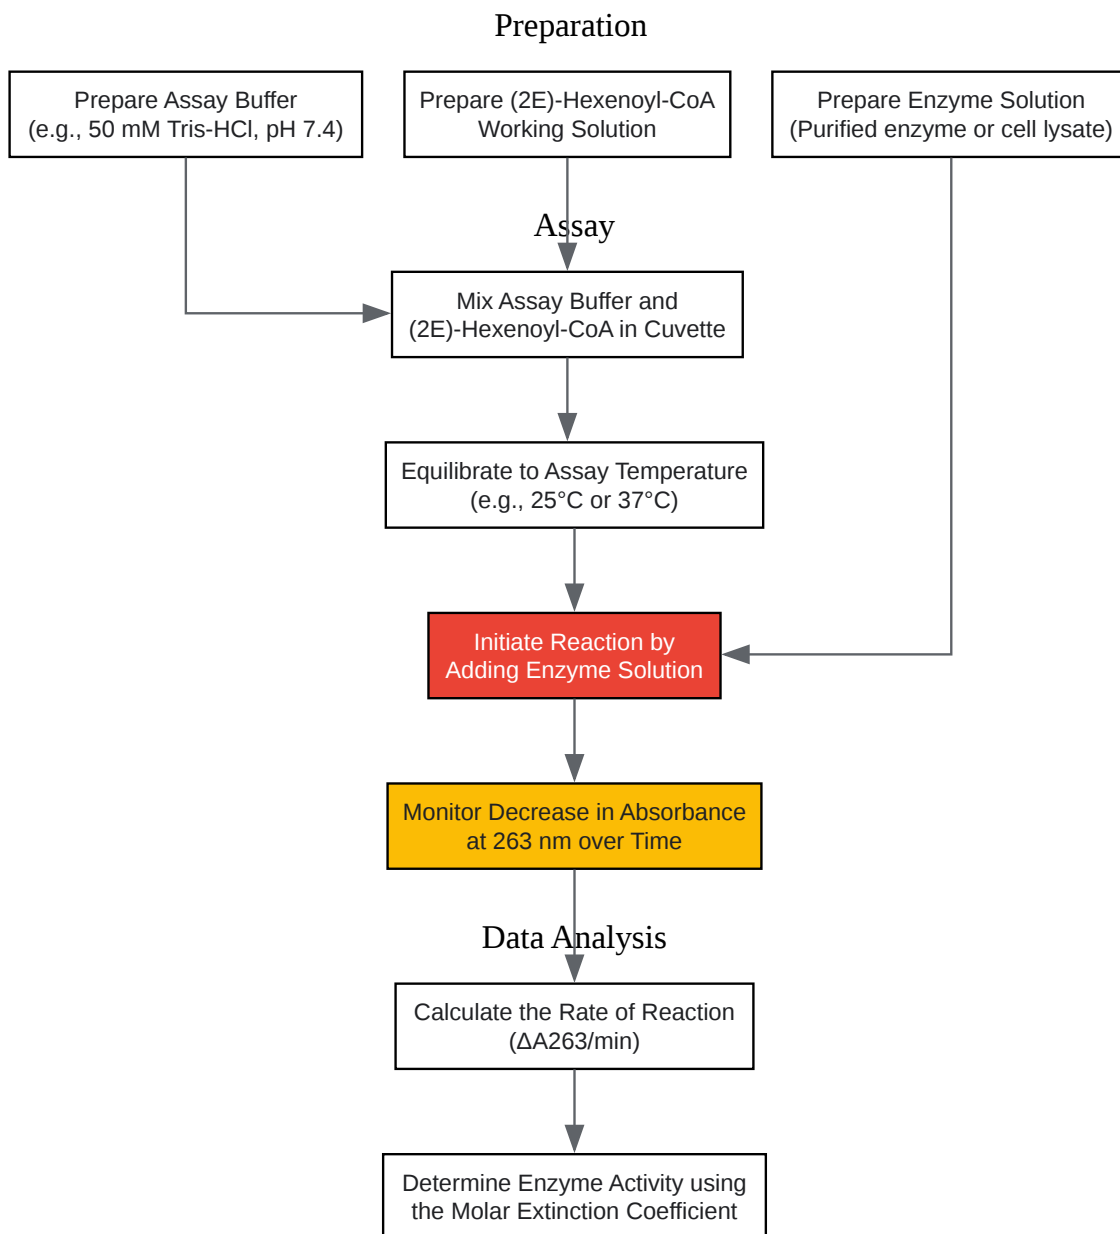 Preparation
Prepare Assay Buffer
(e.g., 50 mM Tris-HCl, pH 7.4)
Prepare (2E)-Hexenoyl-CoA
Working Solution
Prepare Enzyme Solution
(Purified enzyme or cell lysate)
Assay
Mix Assay Buffer and
(2E)-Hexenoyl-CoA in Cuvette
Equilibrate to Assay Temperature
(e.g., 25°C or 37°C)
Initiate Reaction by
Adding Enzyme Solution
Monitor Decrease in Absorbance
at 263 nm over Time
Data Analysis
Calculate the Rate of Reaction
(ΔA263/min)
Determine Enzyme Activity using
the Molar Extinction Coefficient